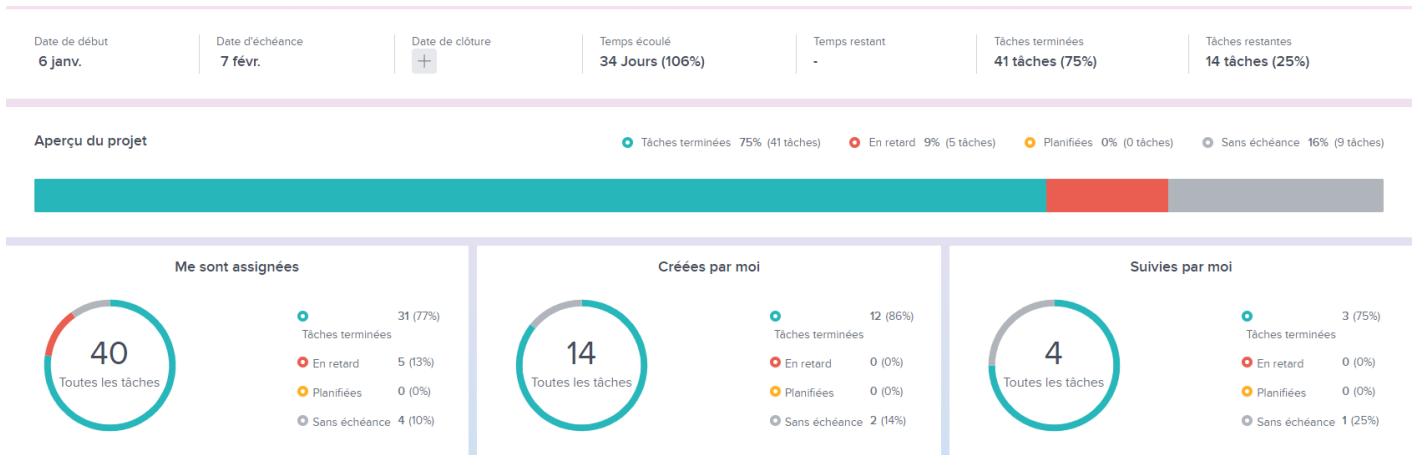 Date de début
6 janv.
Date d'échéance
7 févr.
Date de clôture
Temps écoulé
34 Jours (106%)
Temps restant
-
Tâches terminées
41 tâches (75%)
Tâches restantes
14 tâches (25%)
Aperçu du projet
Tâches terminées 75% (41 tâches)
En retard 9% (5 tâches)
Planifiées 0% (0 tâches)
Sans échéance 16% (9 tâches)
Me sont assignées
40
Toutes les tâches
31 (77%)
Tâches terminées
En retard 5 (13%)
Planifiées 0 (0%)
Sans échéance 4 (10%)
Créées par moi
14
Toutes les tâches
12 (86%)
Tâches terminées
En retard 0 (0%)
Planifiées 0 (0%)
Sans échéance 2 (14%)
Suivies par moi
4
Toutes les tâches
3 (75%)
Tâches terminées
En retard 0 (0%)
Planifiées 0 (0%)
Sans échéance 1 (25%)